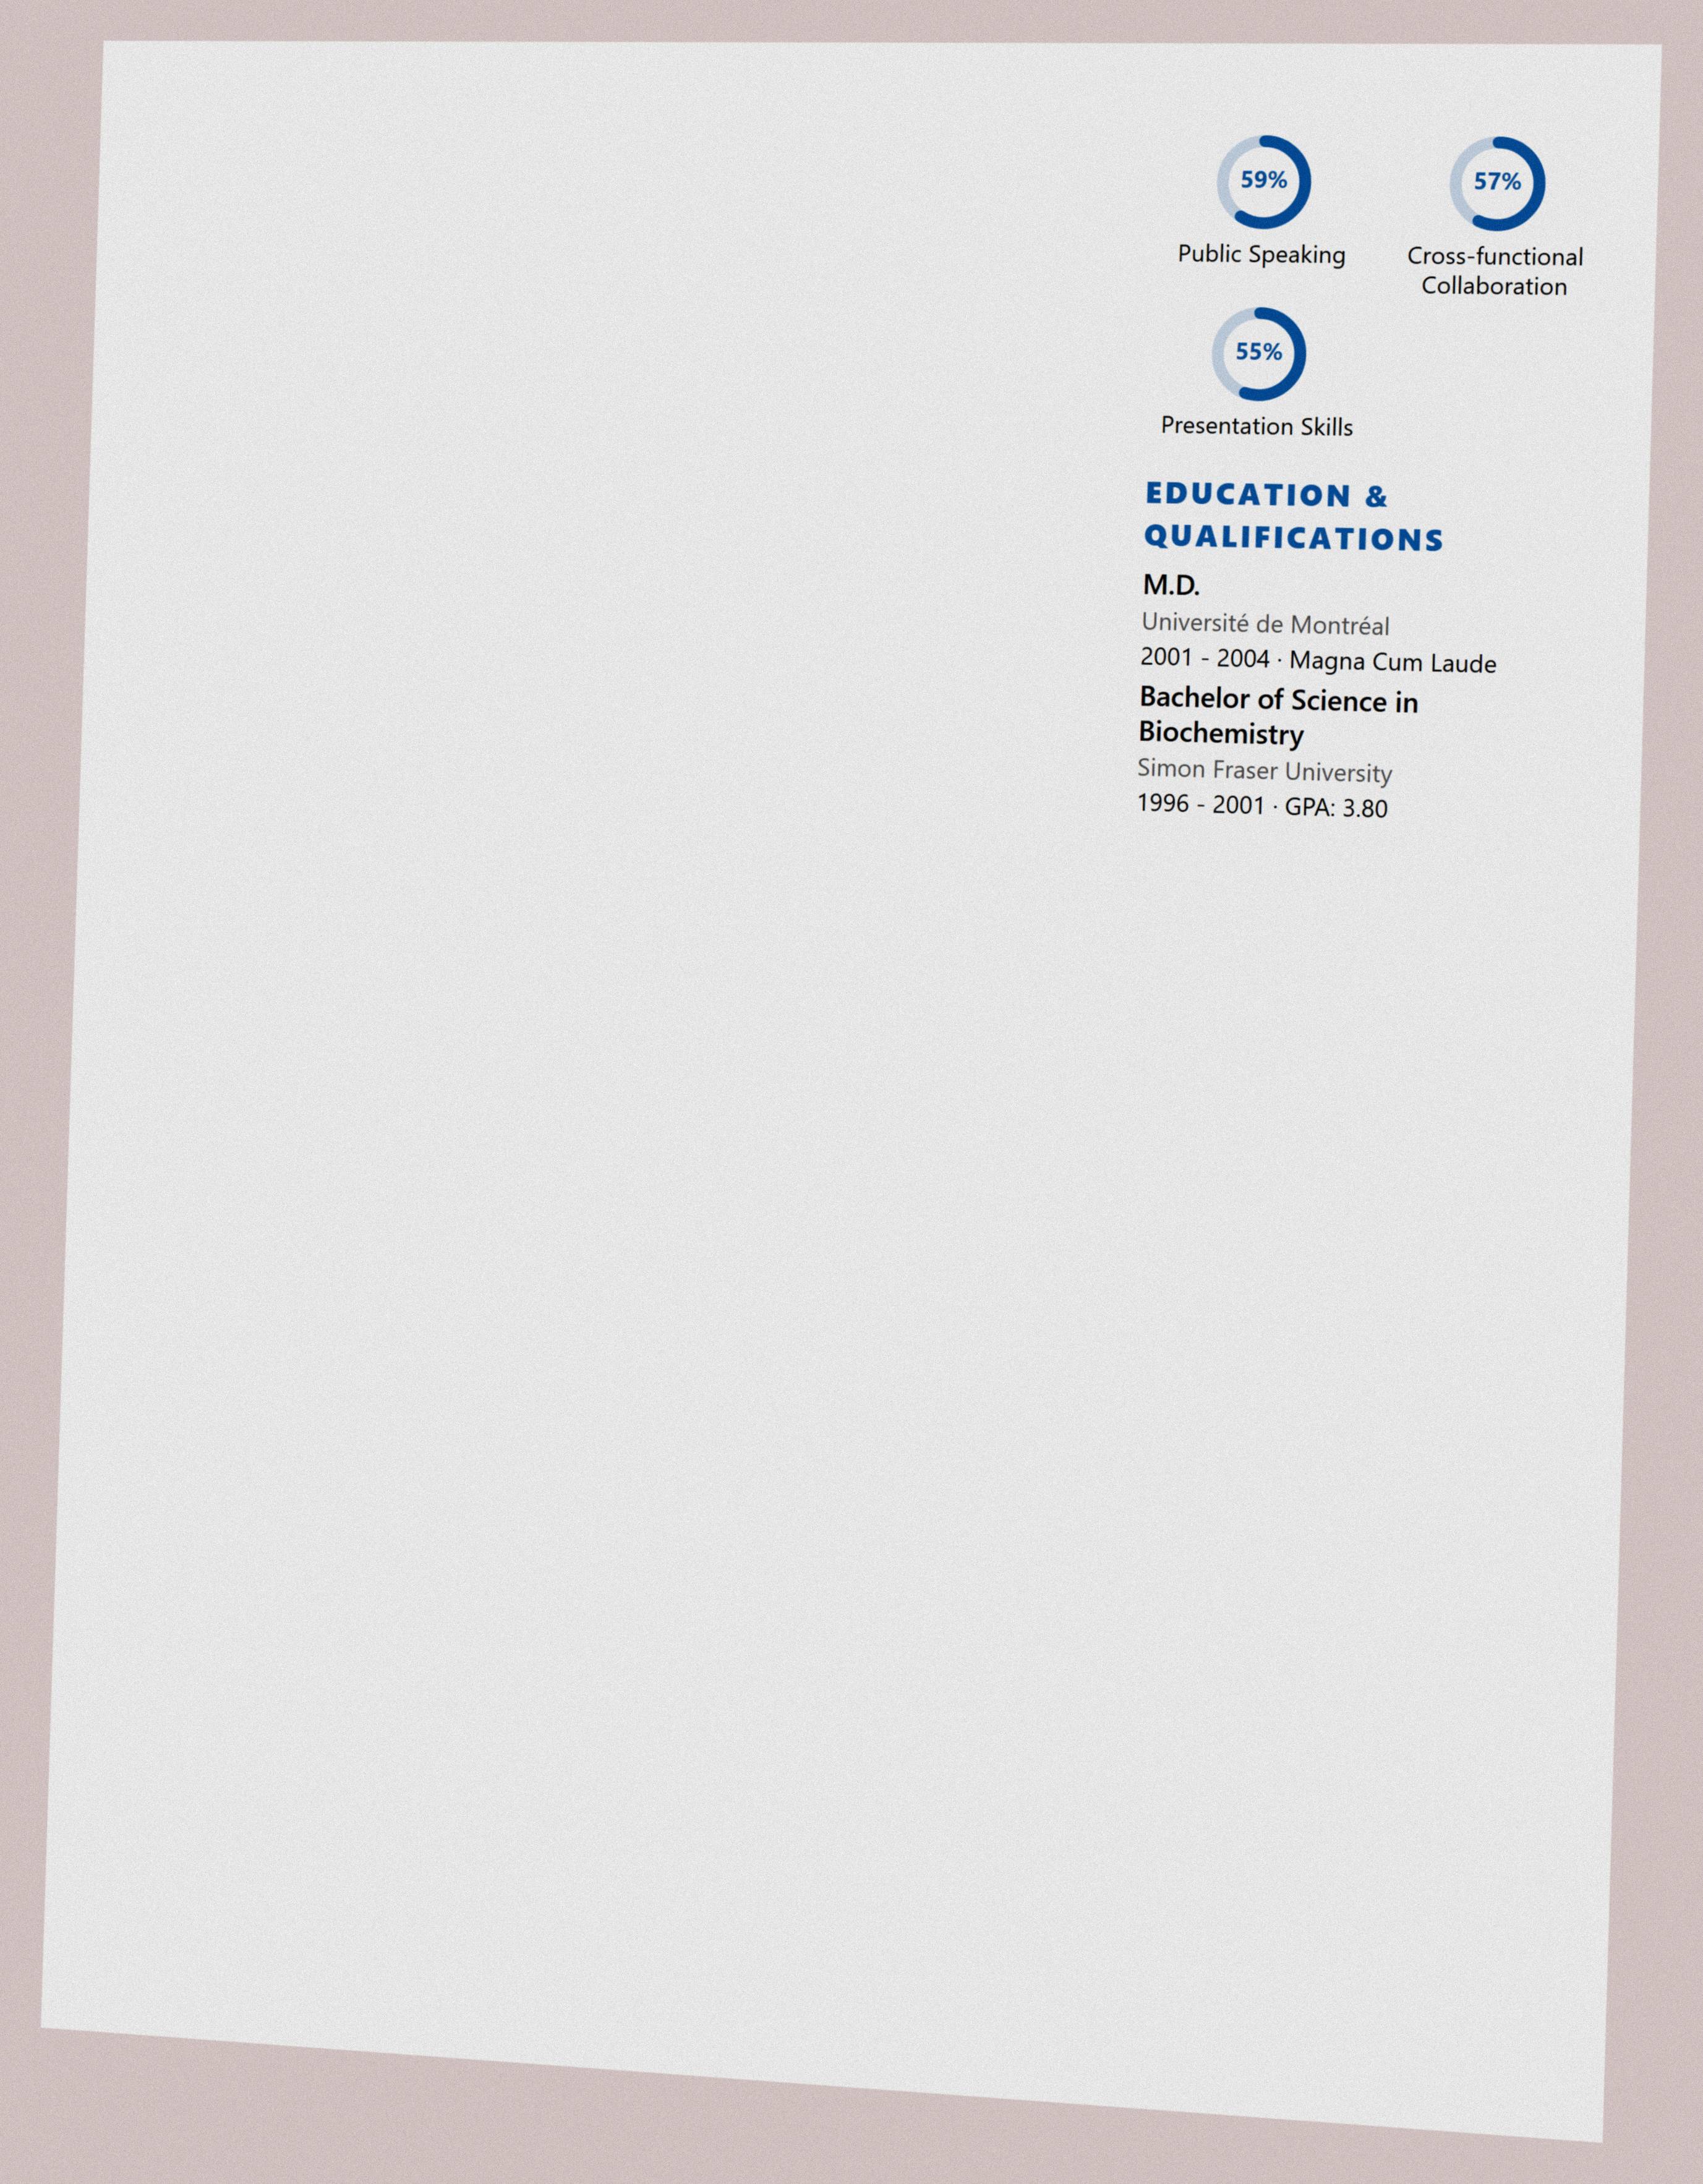 59%
Public Speaking
57%
Cross-functional
Collaboration
55%
Presentation Skills
EDUCATION &
QUALIFICATIONS
M.D.
Université de Montréal
2001 - 2004 · Magna Cum Laude
Bachelor of Science in
Biochemistry
Simon Fraser University
1996 - 2001 · GPA: 3.80